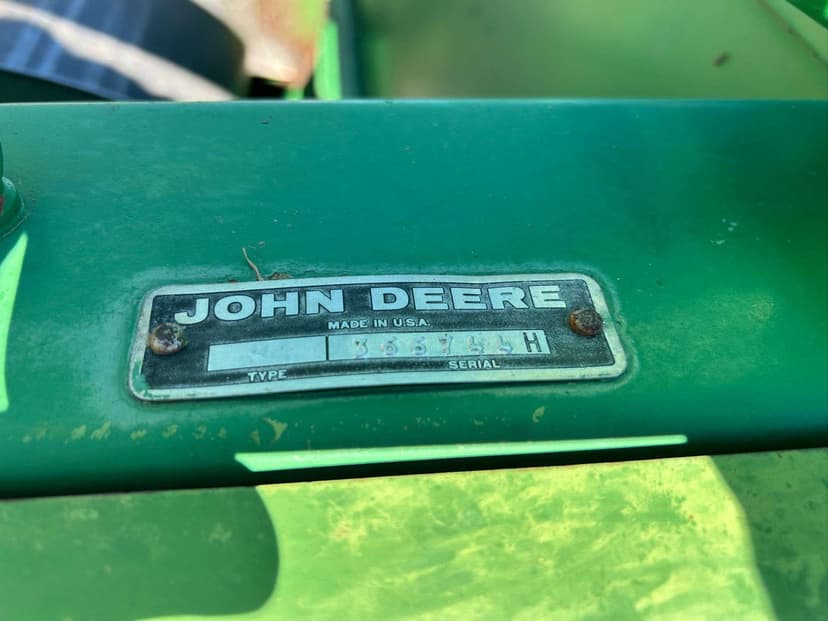 JOHN DEERE
MADE IN U.S.A.
H
TYPE SERIAL